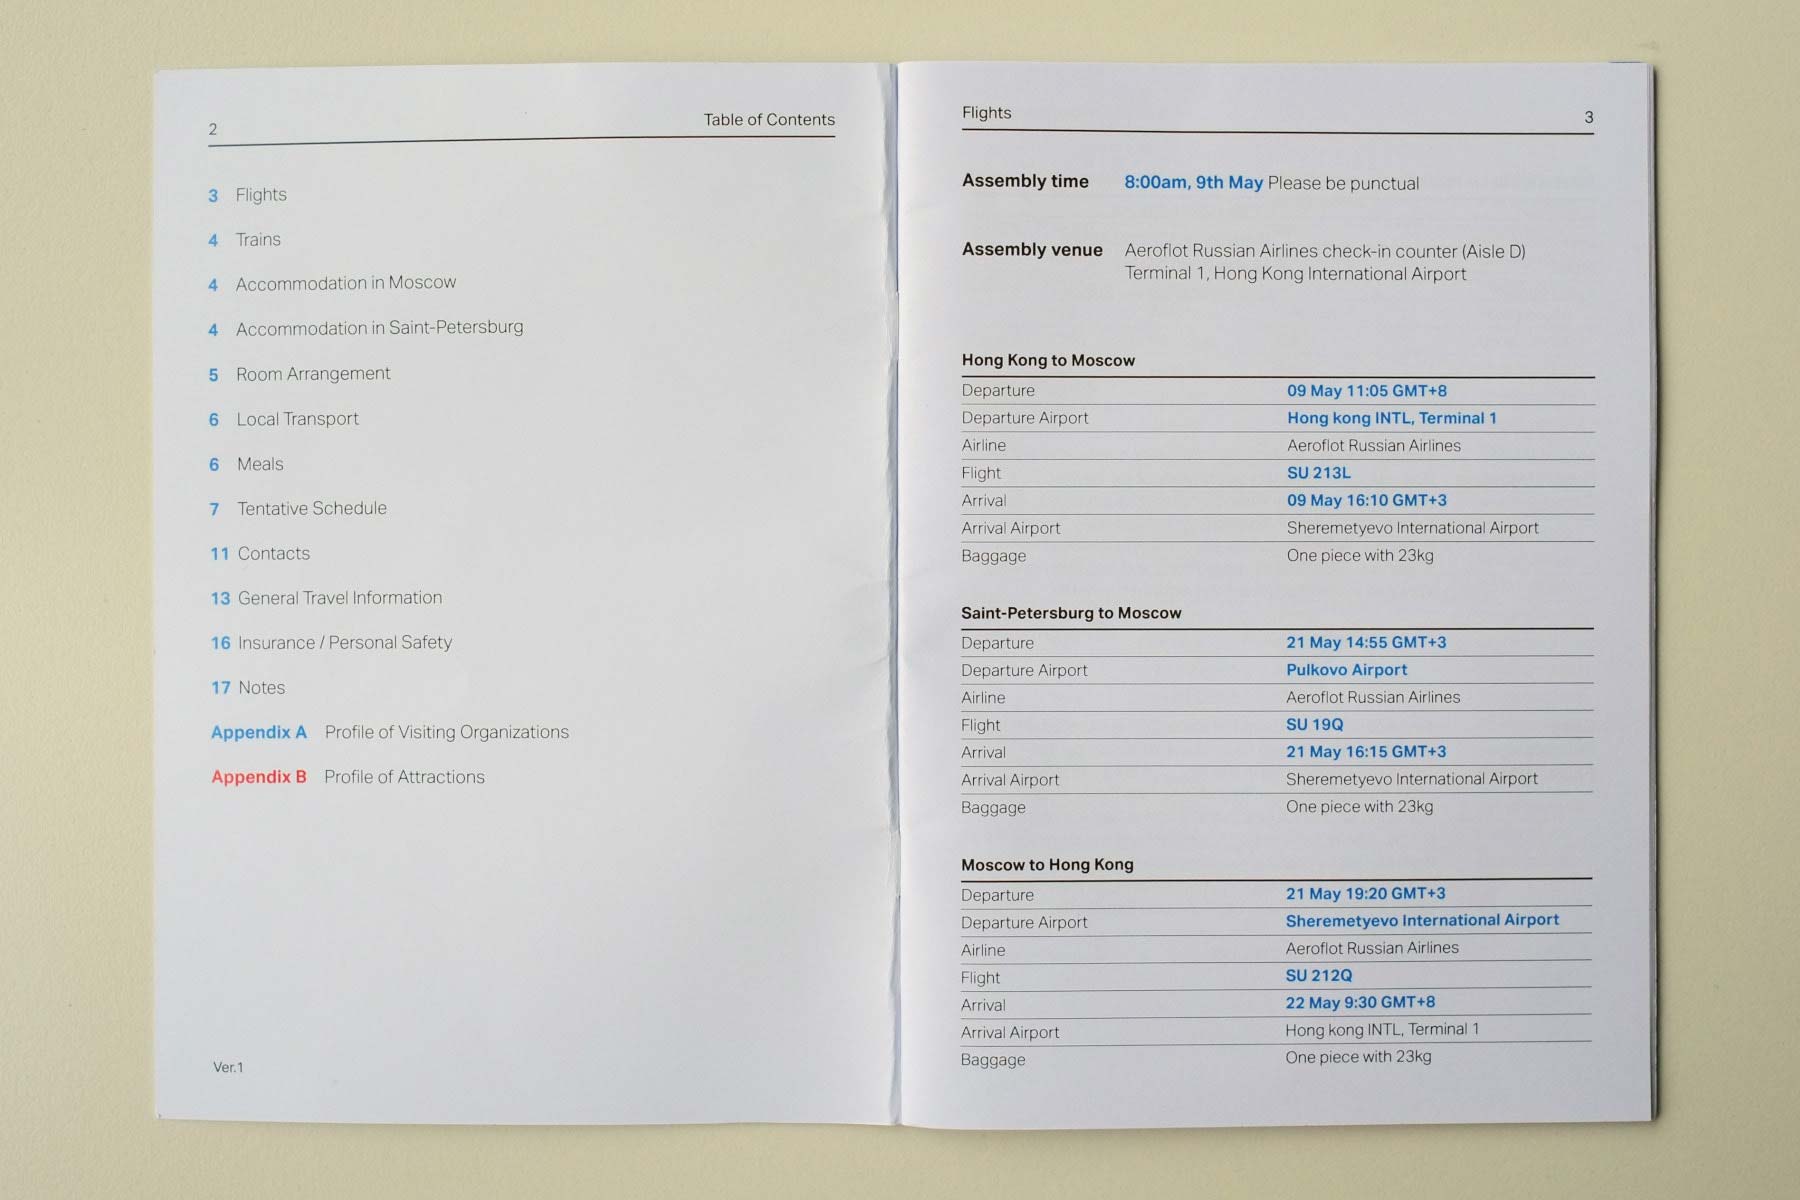 2 Table of Contents
3 Flights
4 Trains
4 Accommodation in Moscow
4 Accommodation in Saint-Petersburg
5 Room Arrangement
6 Local Transport
6 Meals
7 Tentative Schedule
11 Contacts
13 General Travel Information
16 Insurance / Personal Safety
17 Notes
Appendix A Profile of Visiting Organizations
Appendix B Profile of Attractions
Ver.1
Flights 3
Assembly time 8:00am, 9th May Please be punctual
Assembly venue Aeroflot Russian Airlines check-in counter (Aisle D)
Terminal 1, Hong Kong International Airport
Hong Kong to Moscow
Departure 09 May 11:05 GMT+8
Departure Airport Hong kong INTL, Terminal 1
Airline Aeroflot Russian Airlines
Flight SU 213L
Arrival 09 May 16:10 GMT+3
Arrival Airport Sheremetyevo International Airport
Baggage One piece with 23kg
Saint-Petersburg to Moscow
Departure 21 May 14:55 GMT+3
Departure Airport Pulkovo Airport
Airline Aeroflot Russian Airlines
Flight SU 19Q
Arrival 21 May 16:15 GMT+3
Arrival Airport Sheremetyevo International Airport
Baggage One piece with 23kg
Moscow to Hong Kong
Departure 21 May 19:20 GMT+3
Departure Airport Sheremetyevo International Airport
Airline Aeroflot Russian Airlines
Flight SU 212Q
Arrival 22 May 9:30 GMT+8
Arrival Airport Hong kong INTL, Terminal 1
Baggage One piece with 23kg